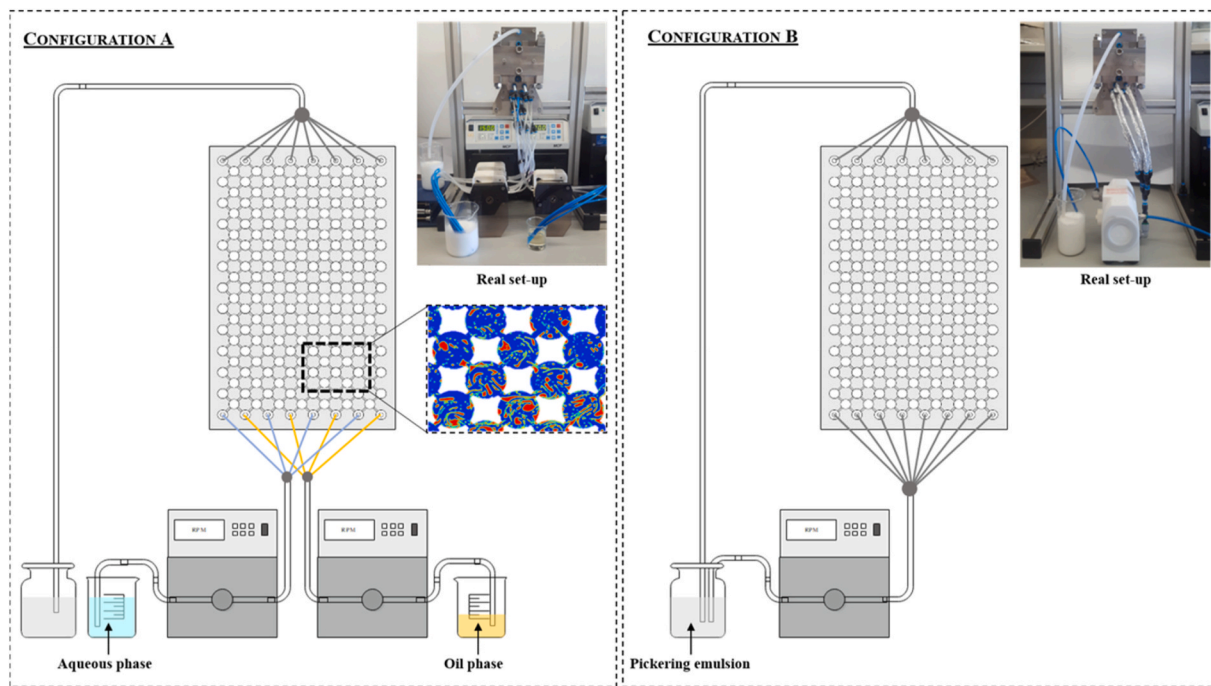 CONFIGURATION A
Real set-up
RPM
RPM
Aqueous phase
Oil phase
CONFIGURATION B
Real set-up
RPM
Pickering emulsion